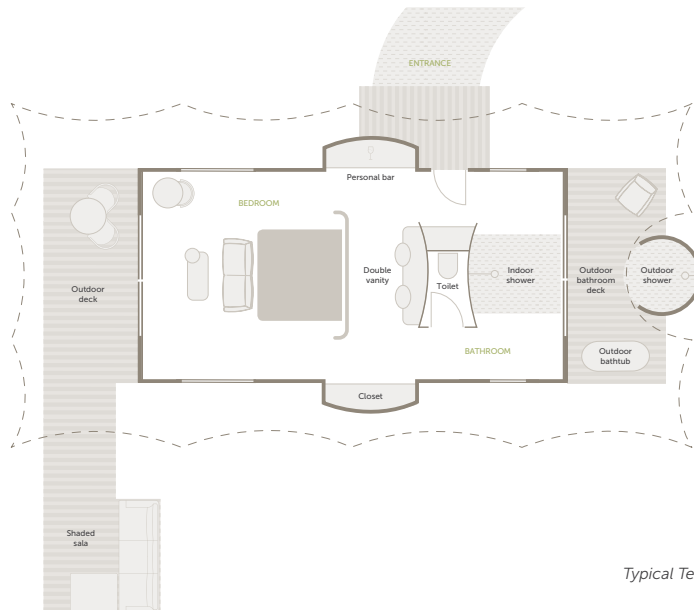 ENTRANCE
Personal bar
BEDROOM
Outdoor
deck
Double
vanity
Toilet
Indoor
shower
Outdoor
bathroom
deck
Outdoor
shower
BATHROOM
Outdoor
bathtub
Closet
Shaded
sala
Typical Te